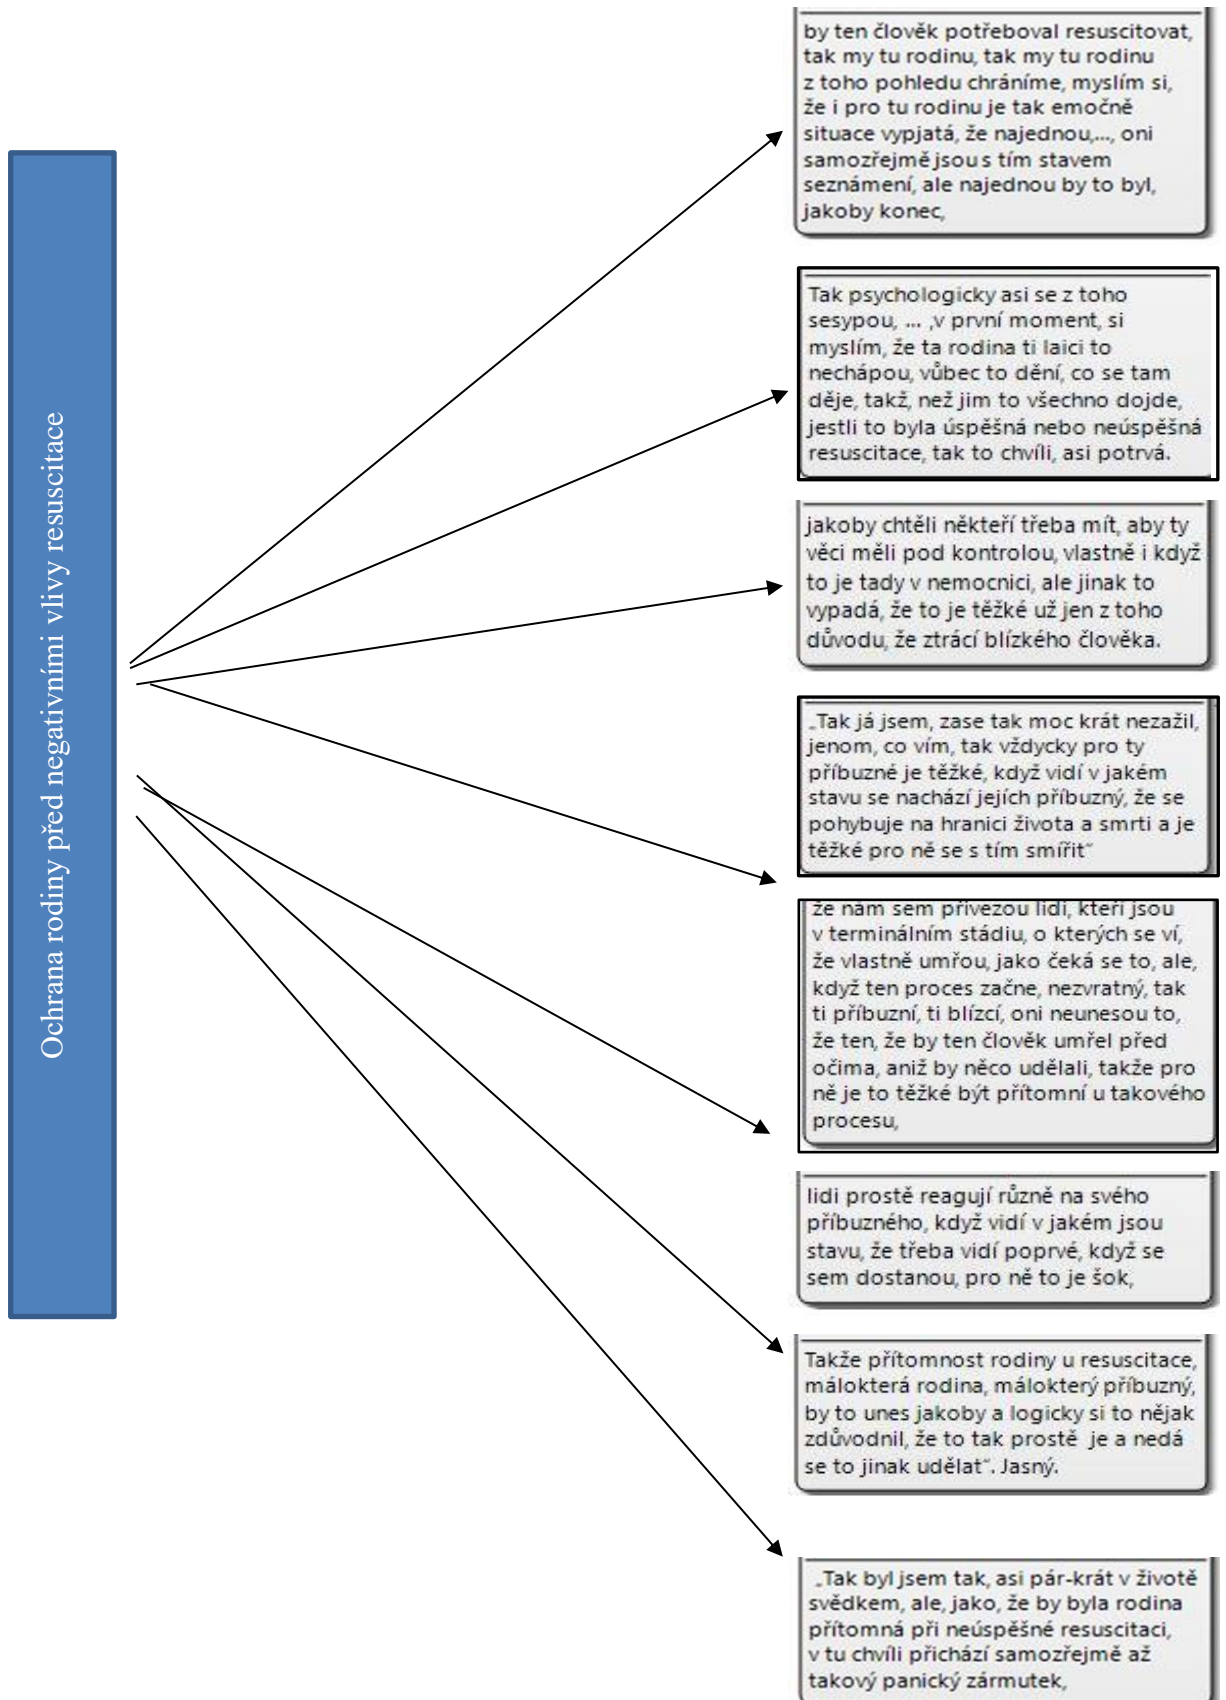 Ochrana rodiny před negativními vlivy resuscitace
by ten člověk potřeboval resuscitovat,
tak my tu rodinu, tak my tu rodinu
z toho pohledu chráníme, myslím si,
že i pro tu rodinu je tak emočně
situace vypjatá, že najednou,..., oni
samozřejmě jsou s tím stavem
seznámení, ale najednou by to byl,
jakoby konec,
Tak psychologicky asi se z toho
sesypou, ... ,v první moment, si
myslím, že ta rodina ti laici to
nechápou, vůbec to dění, co se tam
děje, takž, než jim to všechno dojde,
jestli to byla úspěšná nebo neúspěšná
resuscitace, tak to chvíli, asi potrvá.
jakoby chtěli někteří třeba mít, aby ty
věci měli pod kontrolou, vlastně i když
to je tady v nemocnici, ale jinak to
vypadá, že to je těžké už jen z toho
důvodu, že ztrácí blízkého člověka.
„Tak já jsem, zase tak moc krát nezažil,
jenom, co vím, tak vždycky pro ty
příbuzné je těžké, když vidí v jakém
stavu se nachází jejích příbuzný, že se
pohybuje na hranici života a smrti a je
těžké pro ně se s tím smířit“
že nám sem přivezou lidi, kteří jsou
v terminálním stádiu, o kterých se ví,
že vlastně umřou, jako čeká se to, ale,
když ten proces začne, nezvratný, tak
ti příbuzní, ti blízcí, oni neunesou to,
že ten, že by ten člověk umřel před
očima, aniž by něco udělali, takže pro
ně je to těžké být přítomní u takového
procesu,
lidi prostě reagují různě na svého
příbuzného, když vidí v jakém jsou
stavu, že třeba vidí poprvé, když se
sem dostanou, pro ně to je šok,
Takže přítomnost rodiny u resuscitace,
málokterá rodina, málokterý příbuzný,
by to unes jakoby a logicky si to nějak
zdůvodnil, že to tak prostě je a nedá
se to jinak udělat“. Jasný.
„Tak byl jsem tak, asi pár-krát v životě
svědkem, ale, jako, že by byla rodina
přítomná při neúspěšné resuscitaci,
v tu chvíli přichází samozřejmě až
takový panický zármutek,